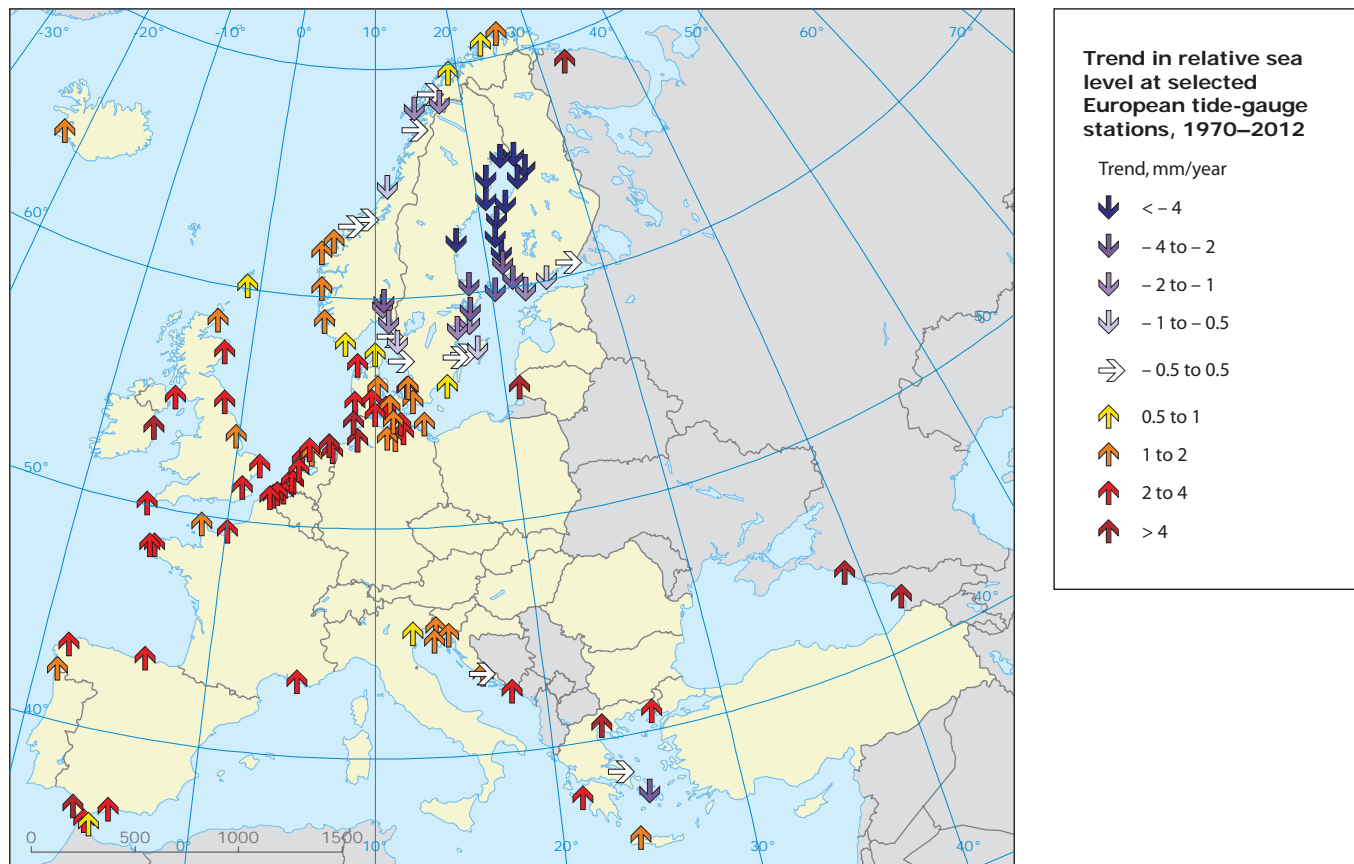 -30° -20° -10° 0° 10° 20° 30° 40° 50° 60° 70°
60°
50°
50°
40°
40°
0 500 1000 1500
0° 10° 20° 30° 40°
Trend in relative sea
level at selected
European tide-gauge
stations, 1970–2012
Trend, mm/year
< – 4
– 4 to – 2
– 2 to – 1
– 1 to – 0.5
– 0.5 to 0.5
0.5 to 1
1 to 2
2 to 4
> 4